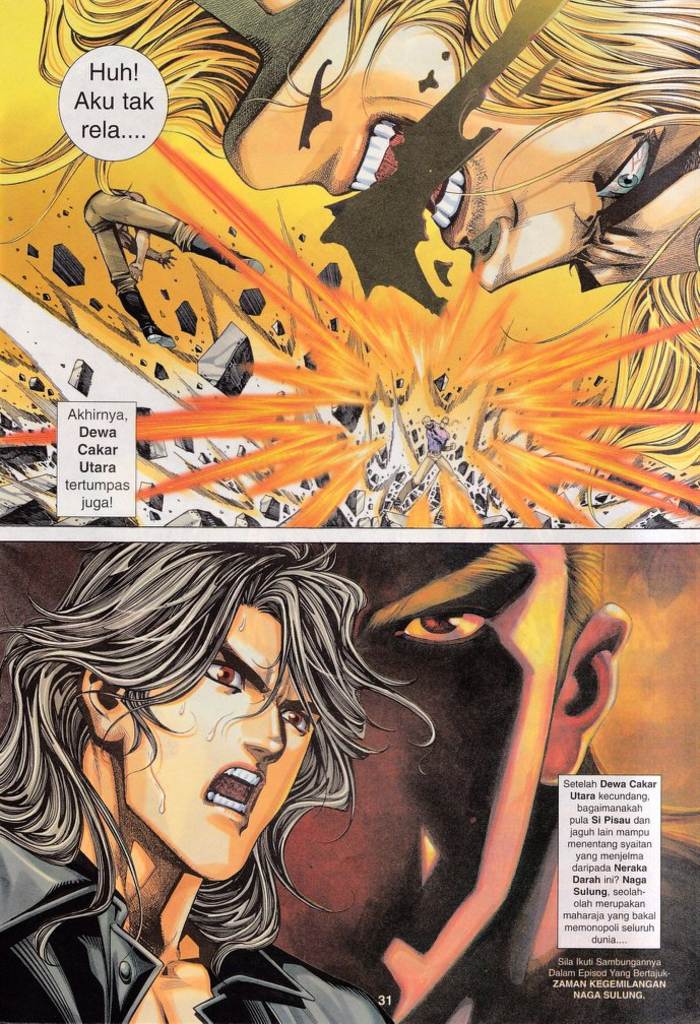 Huh!
Aku tak
rela....
Akhirnya,
Dewa
Cakar
Utara
tertumpas
juga!
Setelah Dewa Cakar
Utara kecundang,
bagaimanakah
pula Si Pisau dan
jaguh lain mampu
menentang syaitan
yang menjelma
daripada Neraka
Darah ini? Naga
Sulung, seolah-
olah merupakan
maharaja yang bakal
memonopoli seluruh
dunia....
Sila Ikuti Sambungannya
Dalam Episod Yang Bertajuk-
ZAMAN KEGEMILANGAN
NAGA SULUNG.
31